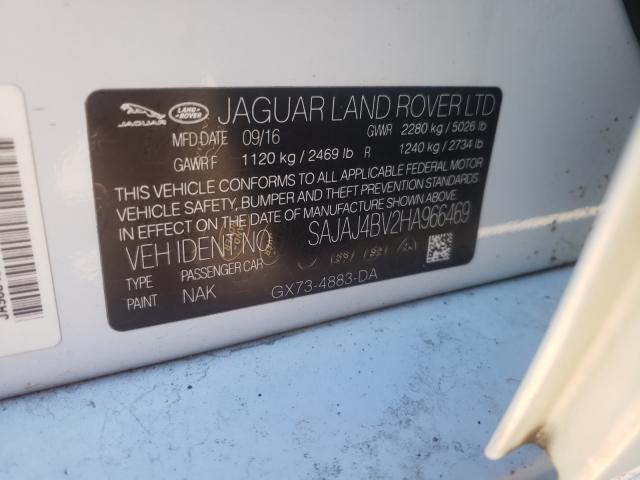 JAGUAR LAND-ROVER JAGUAR LAND ROVER LTD
MFD.DATE 09/16 GWR 2280 kg / 5026 lb
GAWR F 1120 kg / 2469 lb R 1240 kg / 2734 lb
THIS VEHICLE CONFORMS TO ALL APPLICABLE FEDERAL MOTOR
VEHICLE SAFETY, BUMPER, AND THEFT PREVENTION STANDARDS
IN EFFECT ON THE DATE OF MANUFACTURE SHOWN ABOVE
VEH IDENT NO. SAJAJ4BV2HA966469
TYPE PASSENGER CAR
PAINT NAK GX73-4883-DA